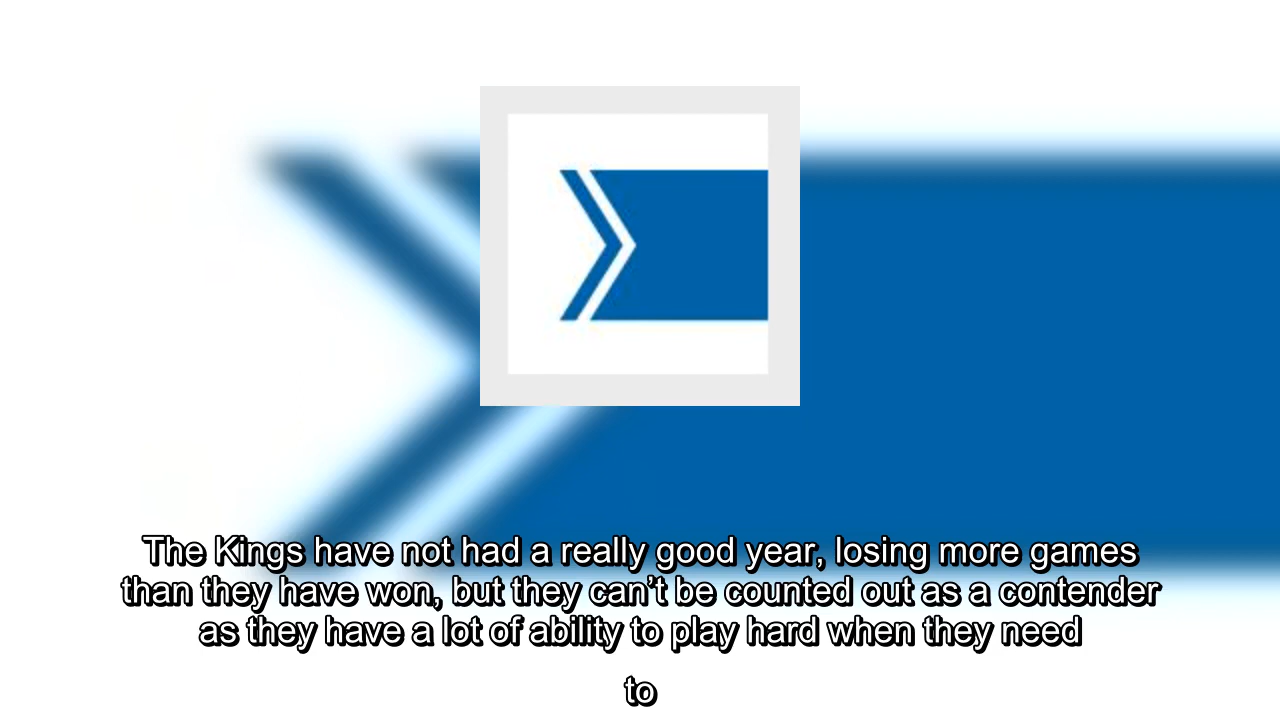 The Kings have not had a really good year, losing more games
than they have won, but they can’t be counted out as a contender
as they have a lot of ability to play hard when they need
to